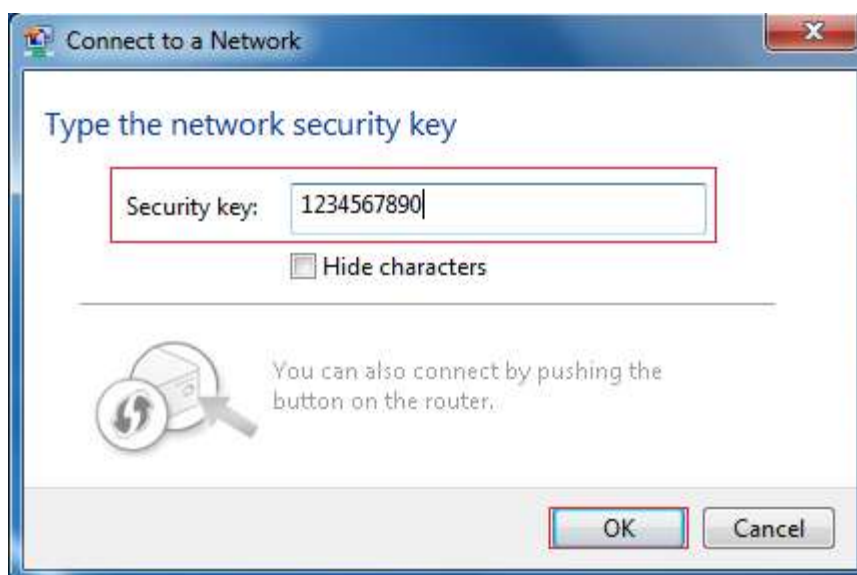 Connect to a Network
Type the network security key
Security key: 1234567890
Hide characters
You can also connect by pushing the
button on the router.
OK Cancel